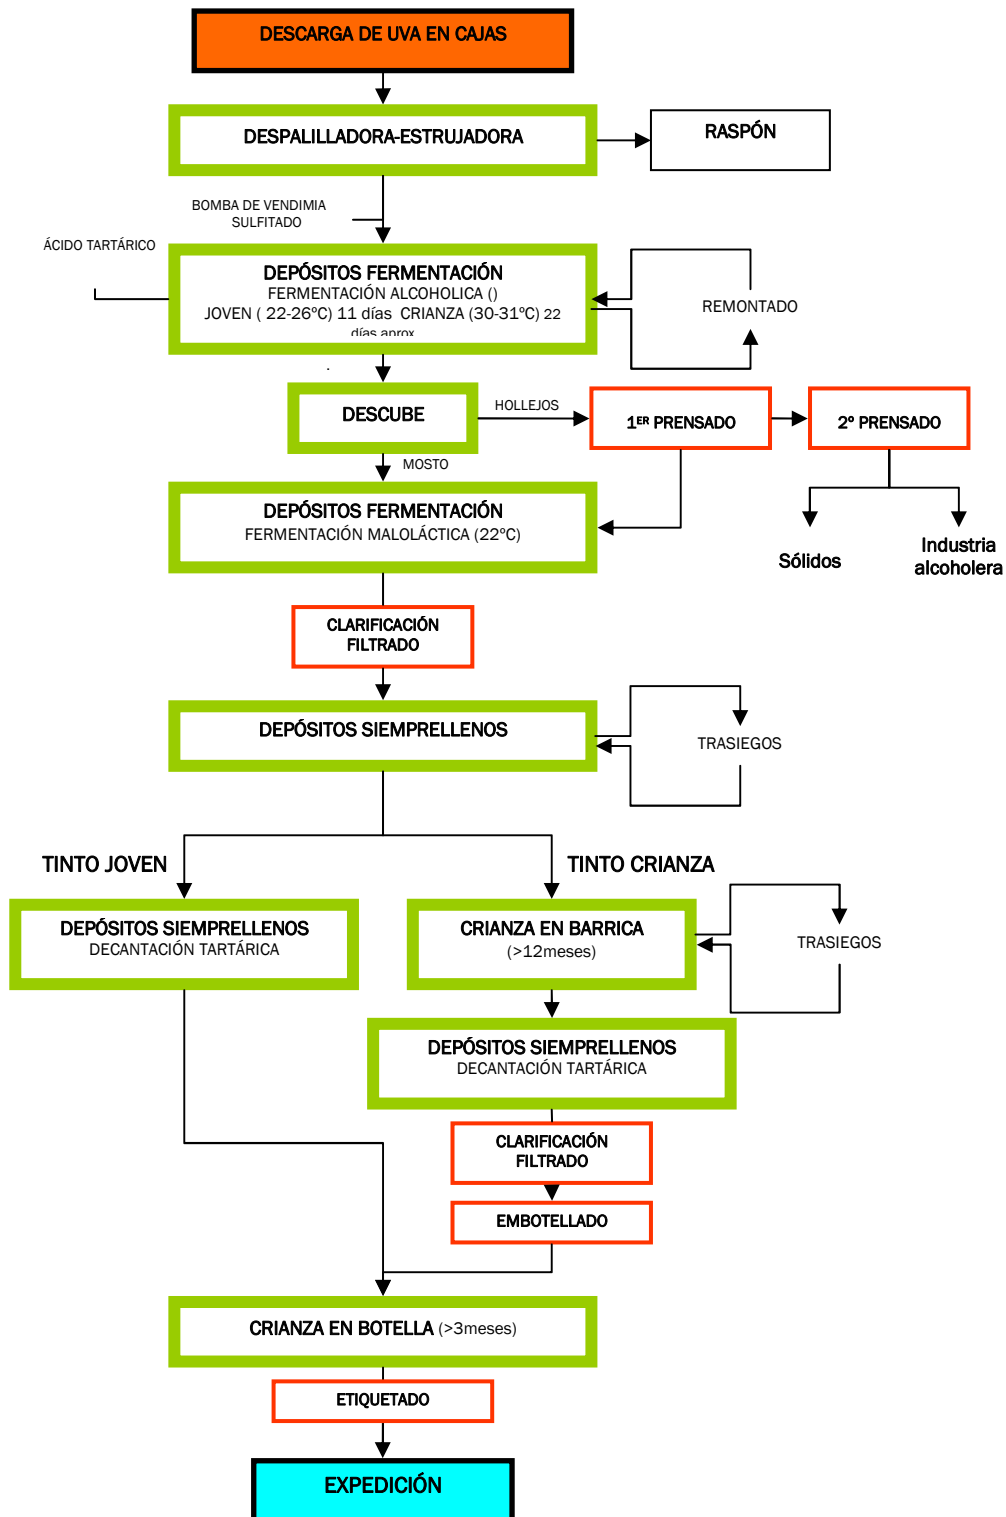 DESCARGA DE UVA EN CAJAS
DESPALILLADORA-ESTRUJADORA
RASPÓN
BOMBA DE VENDIMIA
SULFITADO
ÁCIDO TARTÁRICO
DEPÓSITOS FERMENTACIÓN
FERMENTACIÓN ALCOHOLICA ()
JOVEN ( 22-26ºC) 11 días CRIANZA (30-31ºC) 22
días aprox
.
REMONTADO
DESCUBE
HOLLEJOS
1ER PRENSADO
2º PRENSADO
MOSTO
DEPÓSITOS FERMENTACIÓN
FERMENTACIÓN MALOLÁCTICA (22ºC)
Sólidos
Industria
alcoholera
CLARIFICACIÓN
FILTRADO
DEPÓSITOS SIEMPRELLENOS
TRASIEGOS
TINTO JOVEN
TINTO CRIANZA
DEPÓSITOS SIEMPRELLENOS
DECANTACIÓN TARTÁRICA
CRIANZA EN BARRICA
(>12meses)
TRASIEGOS
DEPÓSITOS SIEMPRELLENOS
DECANTACIÓN TARTÁRICA
CLARIFICACIÓN
FILTRADO
EMBOTELLADO
CRIANZA EN BOTELLA (>3meses)
ETIQUETADO
EXPEDICIÓN